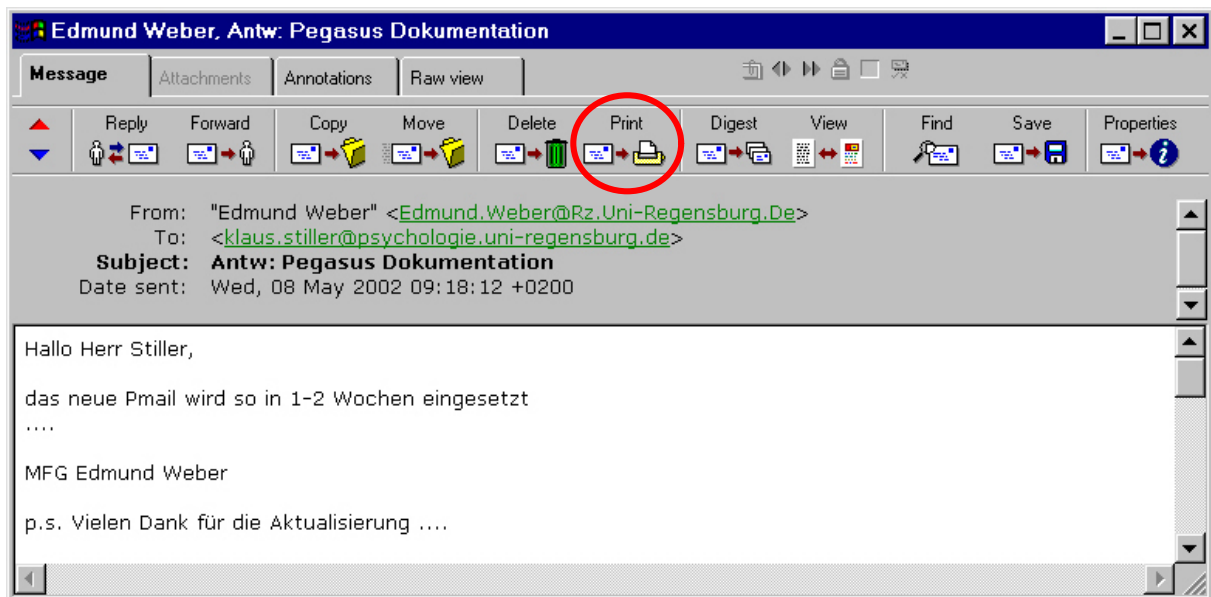 Edmund Weber, Antw: Pegasus Dokumentation
Message Attachments Annotations Raw view
Reply Forward Copy Move Delete Print Digest View Find Save Properties
From: "Edmund Weber" <Edmund.Weber@Rz.Uni-Regensburg.De>
To: <klaus.stiller@psychologie.uni-regensburg.de>
Subject: Antw: Pegasus Dokumentation
Date sent: Wed, 08 May 2002 09:18:12 +0200
Hallo Herr Stiller,
das neue Pmail wird so in 1-2 Wochen eingesetzt
....
MFG Edmund Weber
p.s. Vielen Dank für die Aktualisierung ....